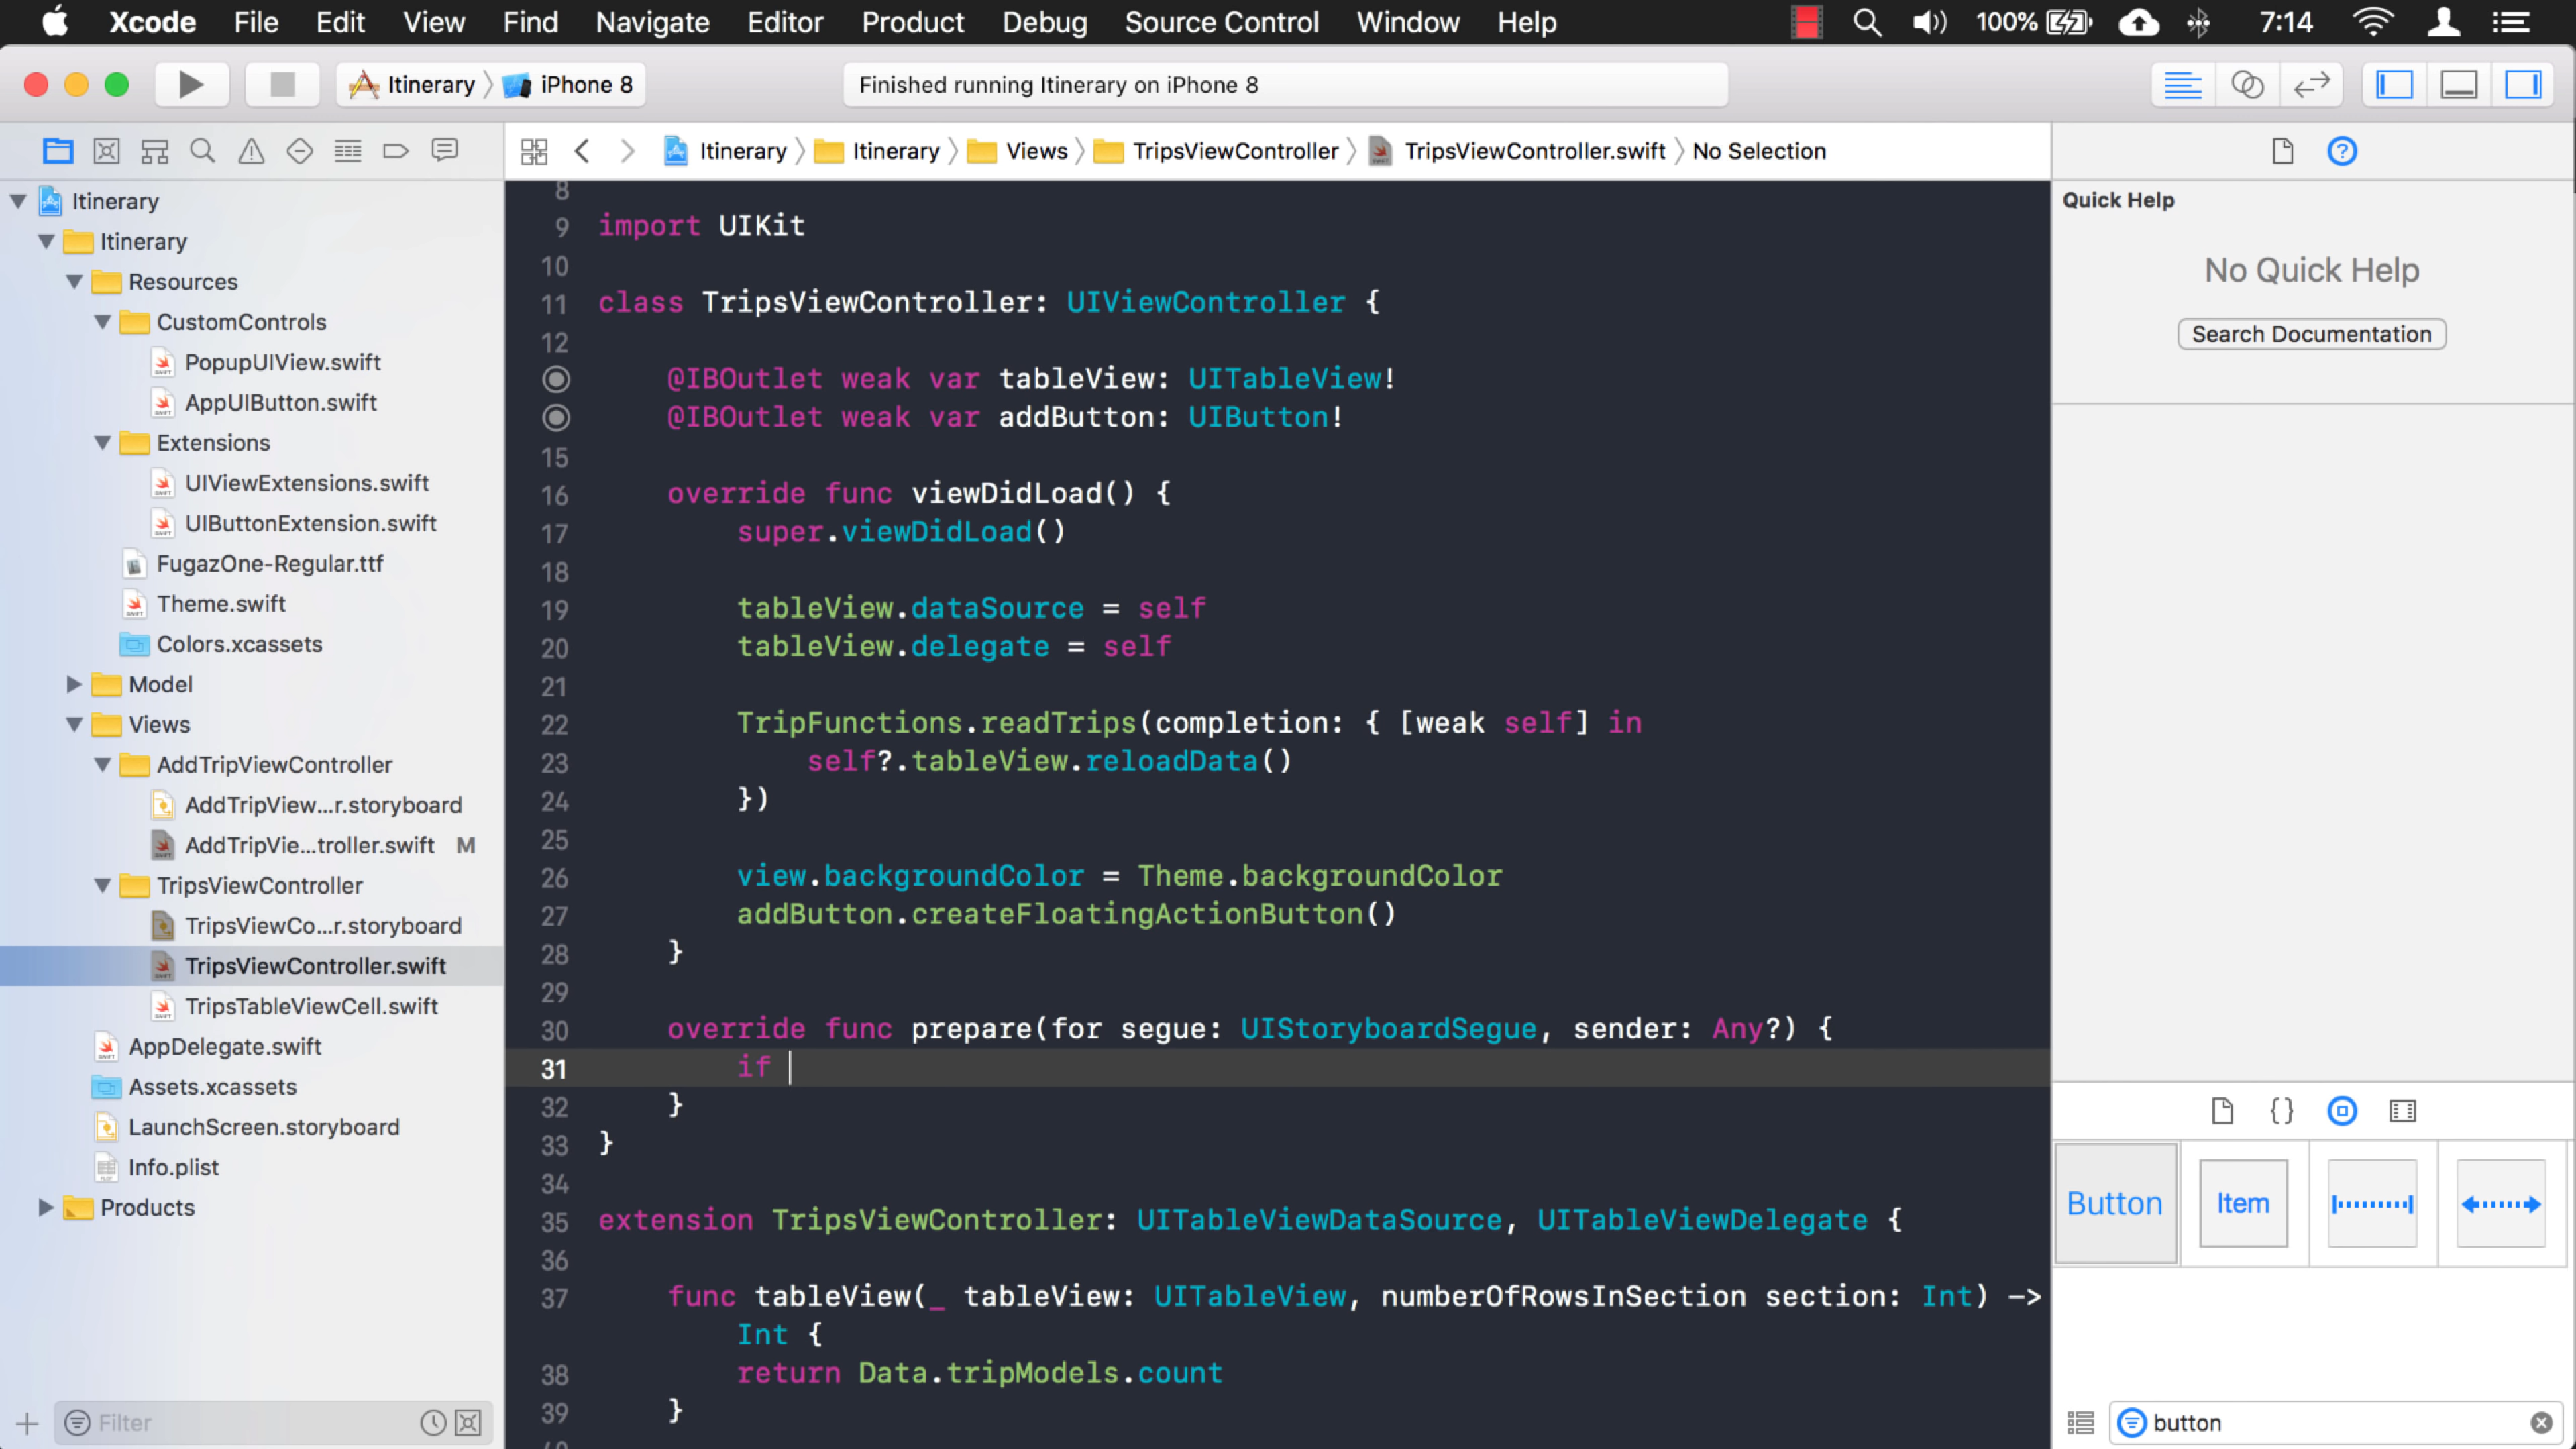 Xcode File Edit View Find Navigate Editor Product Debug Source Control Window Help 100% 7:14
Itinerary iPhone 8 Finished running Itinerary on iPhone 8
Itinerary Itinerary Views TripsViewController TripsViewController.swift No Selection
Itinerary
Itinerary
Resources
CustomControls
PopupUIView.swift
AppUIButton.swift
Extensions
UIViewExtensions.swift
UIButtonExtension.swift
FugazOne-Regular.ttf
Theme.swift
Colors.xcassets
Model
Views
AddTripViewController
AddTripView...r.storyboard
AddTripVie...troller.swift M
TripsViewController
TripsViewCo...r.storyboard
TripsViewController.swift
TripsTableViewCell.swift
AppDelegate.swift
Assets.xcassets
LaunchScreen.storyboard
Info.plist
Products
Filter
8
9 import UIKit
10
11 class TripsViewController: UIViewController {
12
@IBOutlet weak var tableView: UITableView!
@IBOutlet weak var addButton: UIButton!
15
16 override func viewDidLoad() {
17 super.viewDidLoad()
18
19 tableView.dataSource = self
20 tableView.delegate = self
21
22 TripFunctions.readTrips(completion: { [weak self] in
23 self?.tableView.reloadData()
24 })
25
26 view.backgroundColor = Theme.backgroundColor
27 addButton.createFloatingActionButton()
28 }
29
30 override func prepare(for segue: UIStoryboardSegue, sender: Any?) {
31 if
32 }
33 }
34
35 extension TripsViewController: UITableViewDataSource, UITableViewDelegate {
36
37 func tableView(_ tableView: UITableView, numberOfRowsInSection section: Int) ->
Int {
38 return Data.tripModels.count
39 }
Quick Help
No Quick Help
Search Documentation
Button Item
button